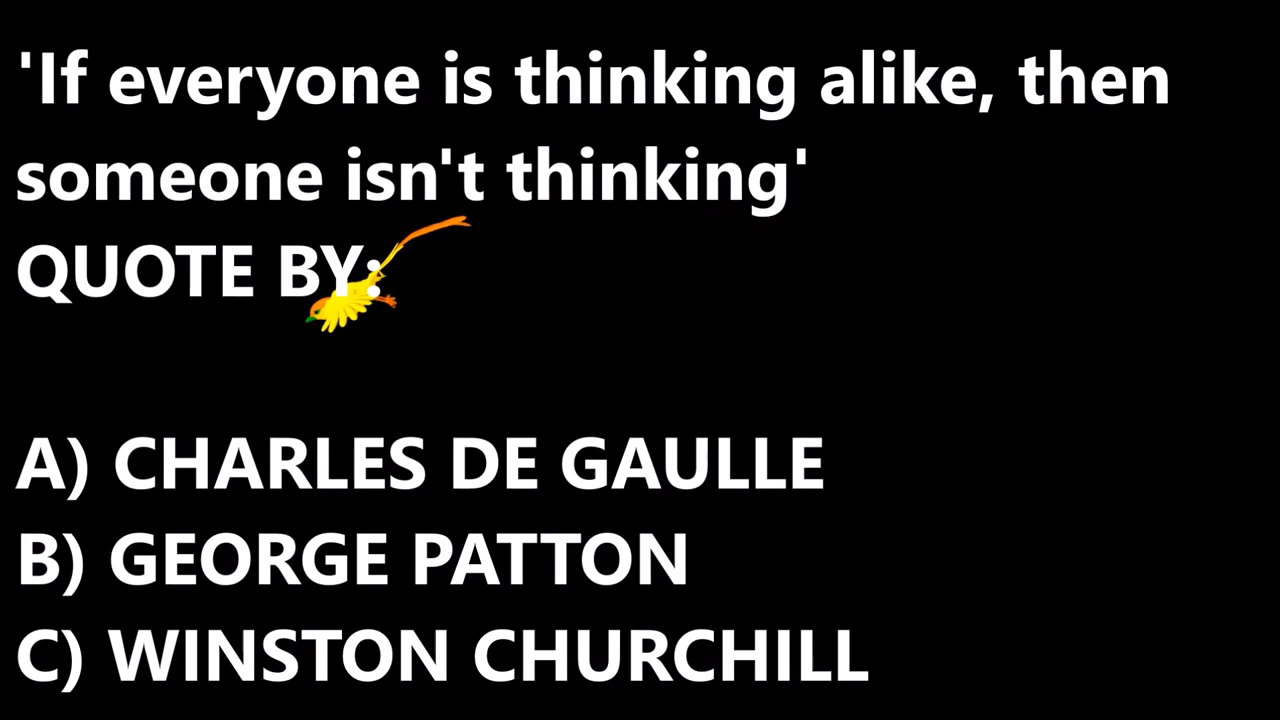 'If everyone is thinking alike, then
someone isn't thinking'
QUOTE BY:
A) CHARLES DE GAULLE
B) GEORGE PATTON
C) WINSTON CHURCHILL